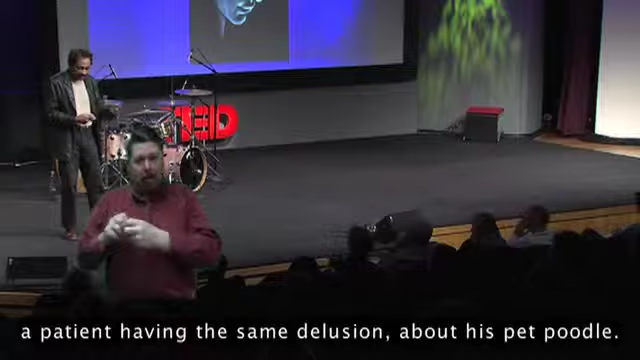 TED
a patient having the same delusion, about his pet poodle.